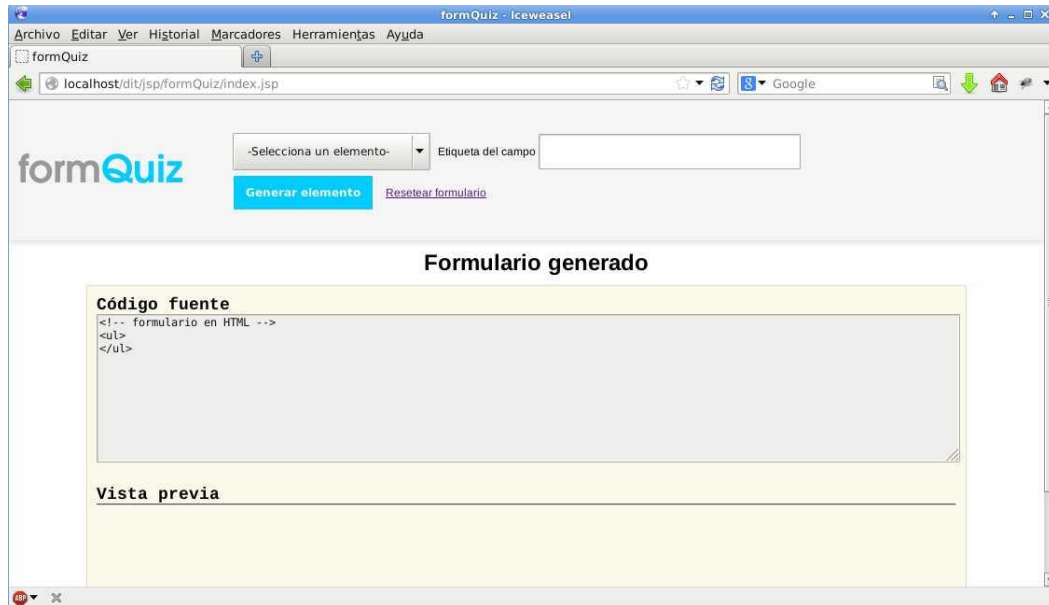 formQuiz - Iceweasel
Archivo Editar Ver Historial Marcadores Herramientas Ayuda
formQuiz
localhost/dit/jsp/formQuiz/index.jsp
8 Google
formQuiz
-Selecciona un elemento-
Etiqueta del campo
Generar elemento
Resetear formulario
Formulario generado
Código fuente
<!-- formulario en HTML -->
<ul>
</ul>
Vista previa
ABP